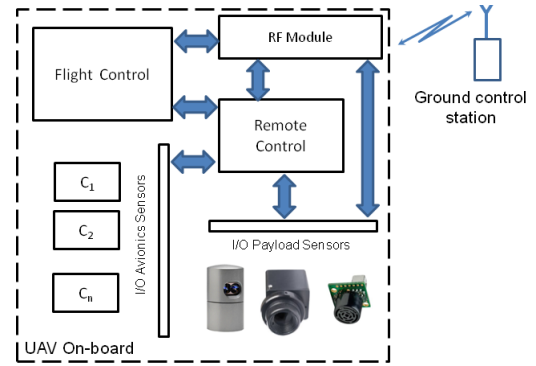 RF Module
Flight Control
Ground control
station
Remote
Control
I/O Avionics Sensors
C1
C2
Cn
I/O Payload Sensors
UAV On-board